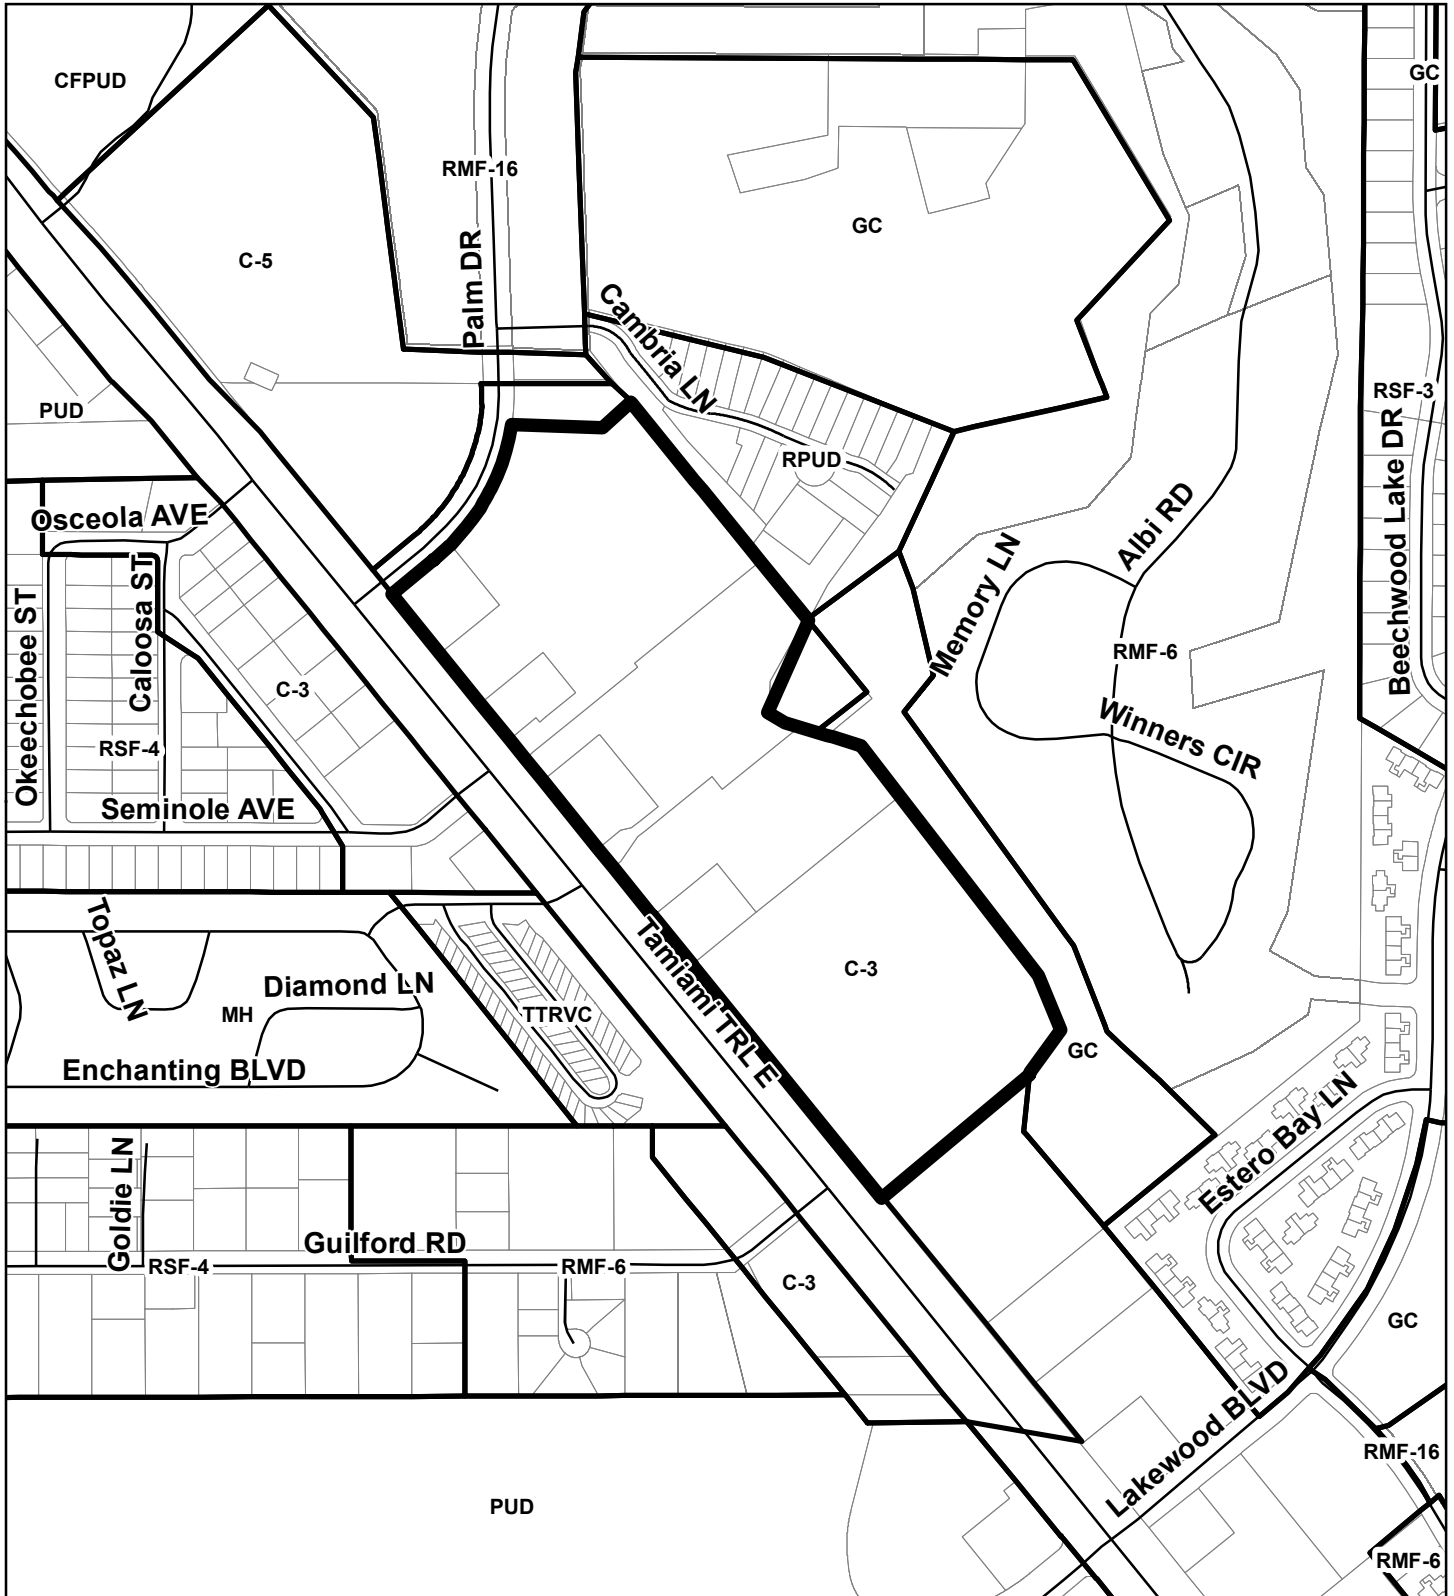 CFPUD
GC
RMF-16
GC
C-5
Palm DR
Cambria LN
RSF-3
PUD
RPUD
Beechwood Lake DR
Osceola AVE
Albi RD
Memory LN
Okeechobee ST
Caloosa ST
RMF-6
C-3
Winners CIR
RSF-4
Seminole AVE
Topaz LN
Tamiami TRL E
C-3
Diamond LN
MH
TTRVC
GC
Enchanting BLVD
Estero Bay LN
Goldie LN
Guilford RD
RSF-4
RMF-6
C-3
GC
Lakewood BLVD
RMF-16
PUD
RMF-6